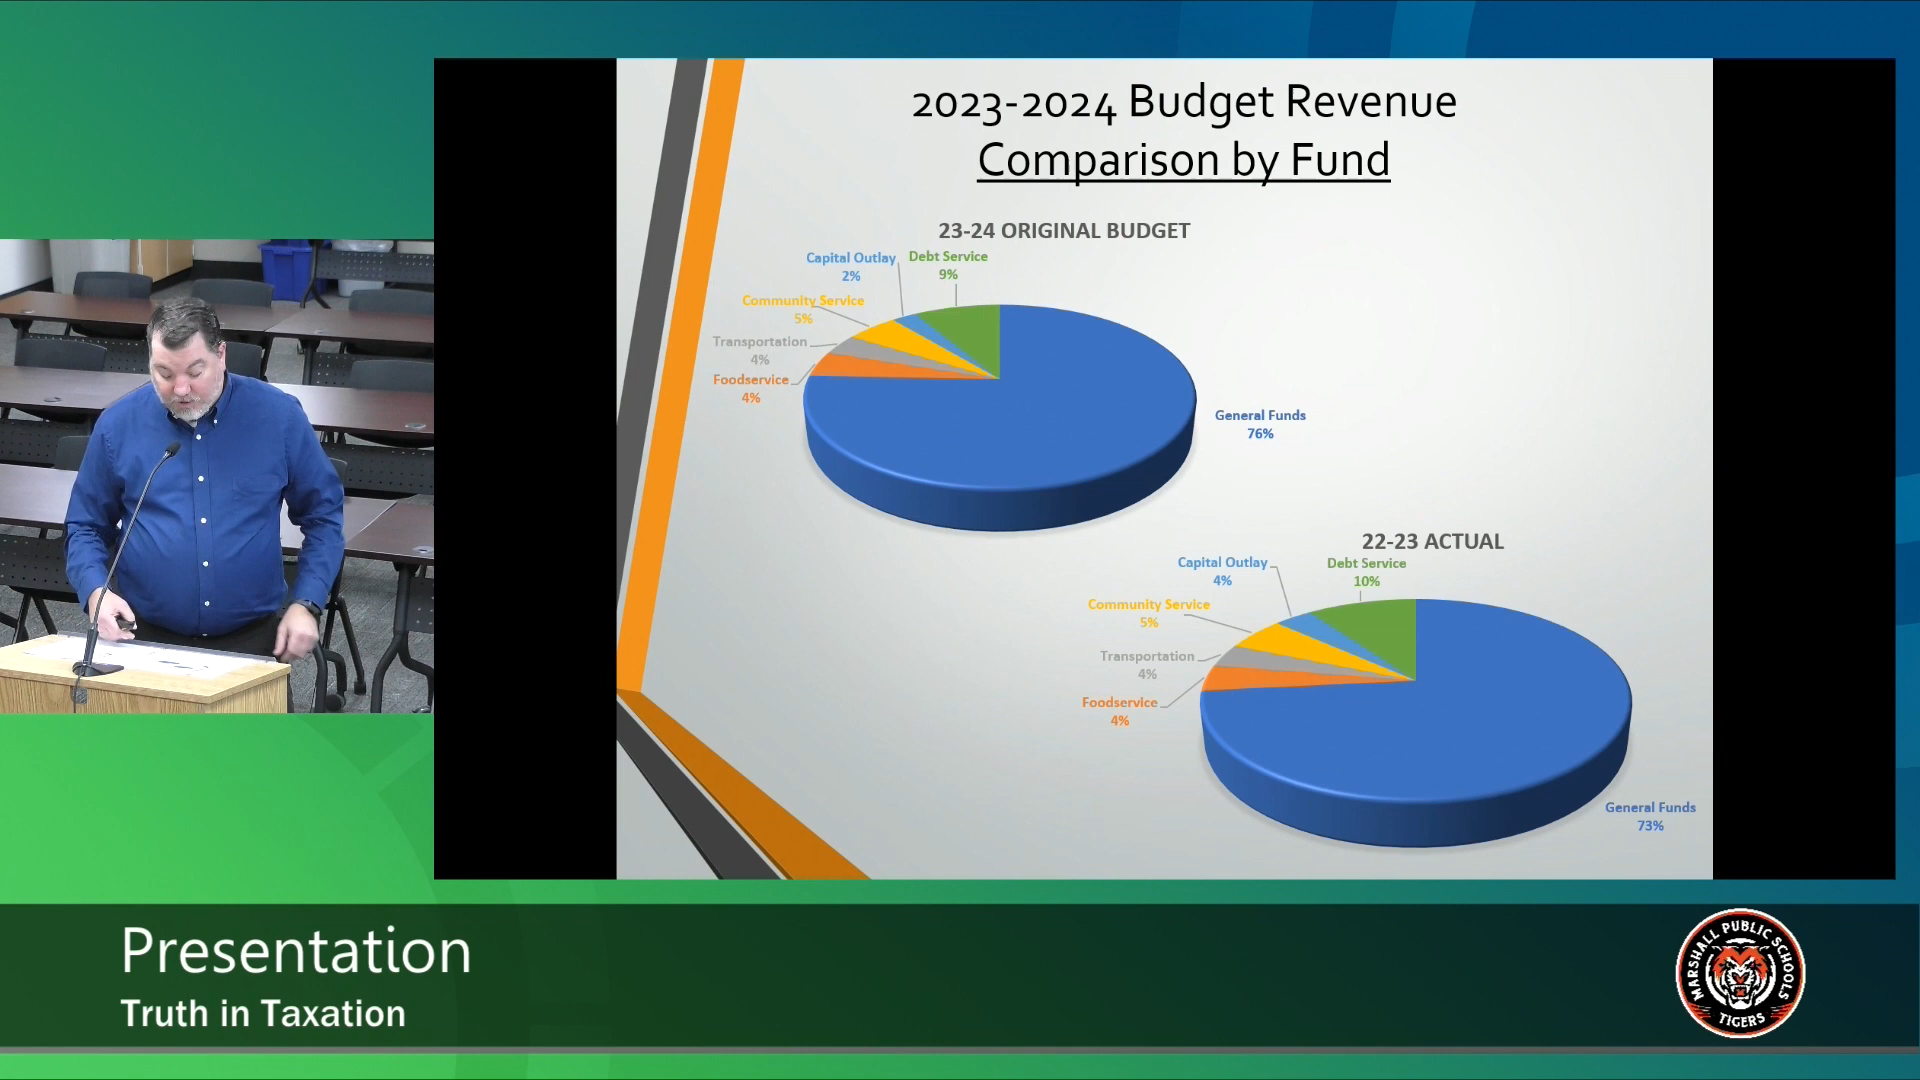 2023-2024 Budget Revenue
Comparison by Fund
23-24 ORIGINAL BUDGET
Capital Outlay
2%
Debt Service
9%
Community Service
5%
Transportation
4%
Foodservice
4%
General Funds
76%
22-23 ACTUAL
Capital Outlay
4%
Debt Service
10%
Community Service
5%
Transportation
4%
Foodservice
4%
General Funds
73%
Presentation
Truth in Taxation
MARSHALL PUBLIC SCHOOLS
TIGERS